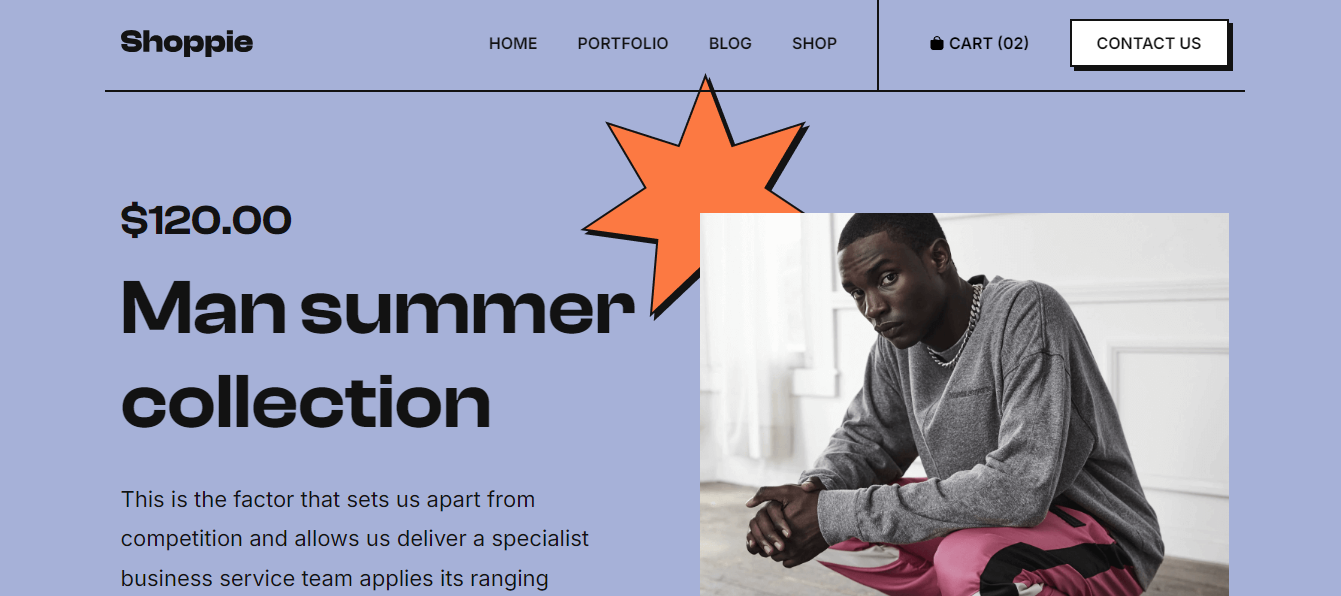 Shoppie
HOME
PORTFOLIO
BLOG
SHOP
CART (02)
CONTACT US
$120.00
Man summer
collection
This is the factor that sets us apart from
competition and allows us deliver a specialist
business service team applies its ranging